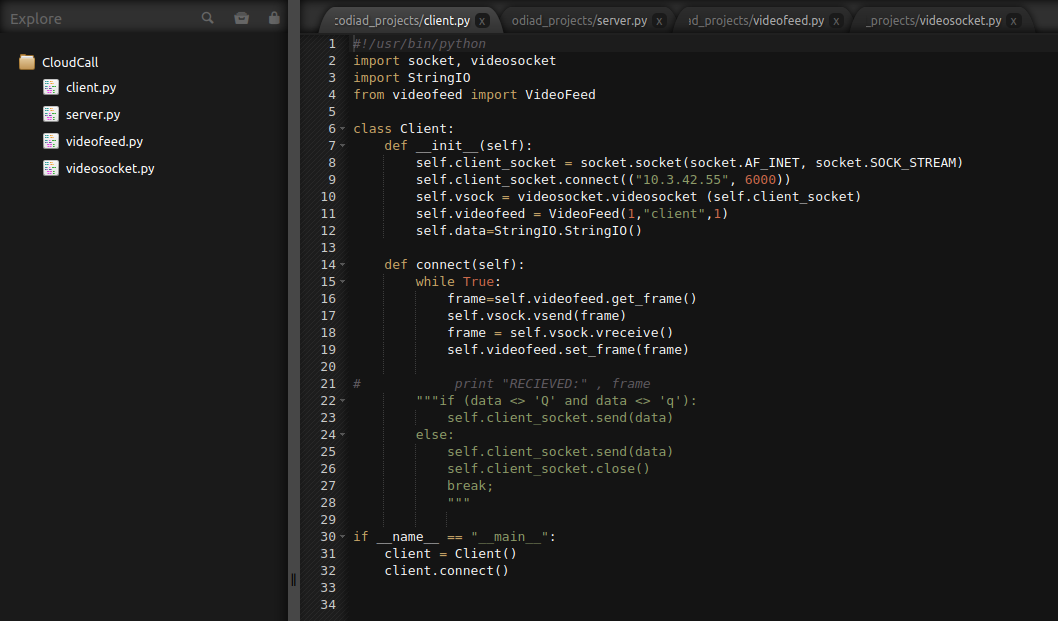 Explore
CloudCall
client.py
server.py
videofeed.py
videosocket.py
:odiad_projects/client.py x
odiad_projects/server.py x
ad_projects/videofeed.py x
_projects/videosocket.py x
1 #!/usr/bin/python
2 import socket, videosocket
3 import StringIO
4 from videofeed import VideoFeed
5
6 class Client:
7     def __init__(self):
8         self.client_socket = socket.socket(socket.AF_INET, socket.SOCK_STREAM)
9         self.client_socket.connect(("10.3.42.55", 6000))
10         self.vsock = videosocket.videosocket (self.client_socket)
11         self.videofeed = VideoFeed(1,"client",1)
12         self.data=StringIO.StringIO()
13
14     def connect(self):
15         while True:
16             frame=self.videofeed.get_frame()
17             self.vsock.vsend(frame)
18             frame = self.vsock.vreceive()
19             self.videofeed.set_frame(frame)
20
21 #            print "RECIEVED:" , frame
22         """if (data <> 'Q' and data <> 'q'):
23             self.client_socket.send(data)
24         else:
25             self.client_socket.send(data)
26             self.client_socket.close()
27             break;
28             """
29
30 if __name__ == "__main__":
31     client = Client()
32     client.connect()
33
34